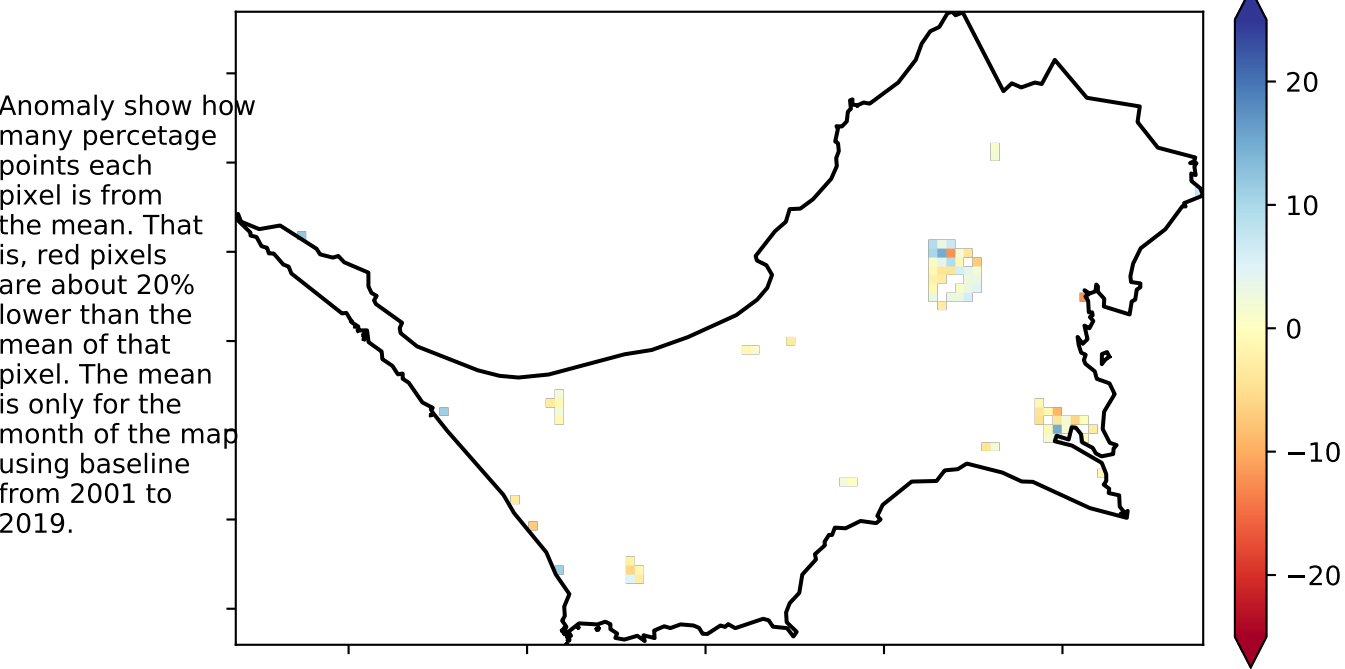 Anomaly show how
many percetage
points each
pixel is from
the mean. That
is, red pixels
are about 20%
lower than the
mean of that
pixel. The mean
is only for the
month of the map
using baseline
from 2001 to
2019.
20
10
0
−10
−20